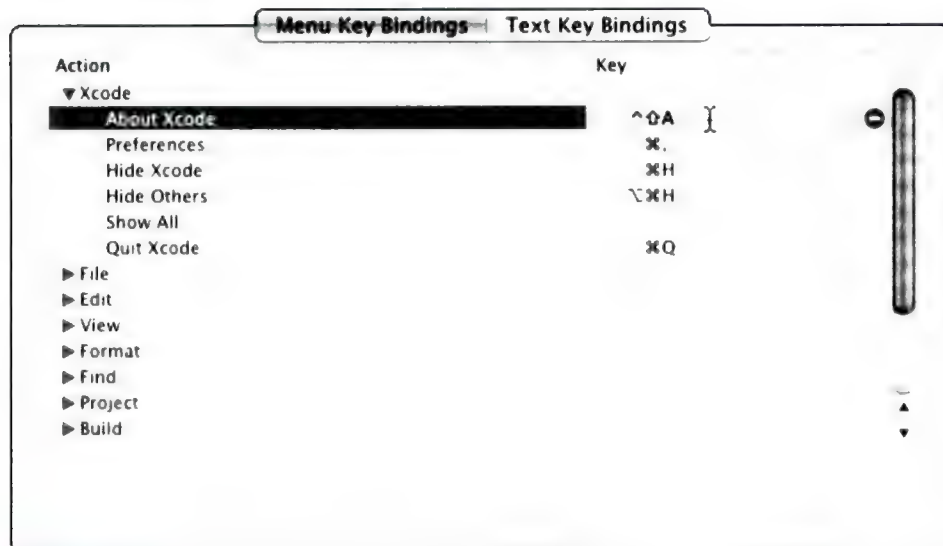 Menu Key Bindings Text Key Bindings
Action Key
▼ Xcode
About Xcode ^⇧A
Preferences ⌘,
Hide Xcode ⌘H
Hide Others ⌥⌘H
Show All
Quit Xcode ⌘Q
▶ File
▶ Edit
▶ View
▶ Format
▶ Find
▶ Project
▶ Build